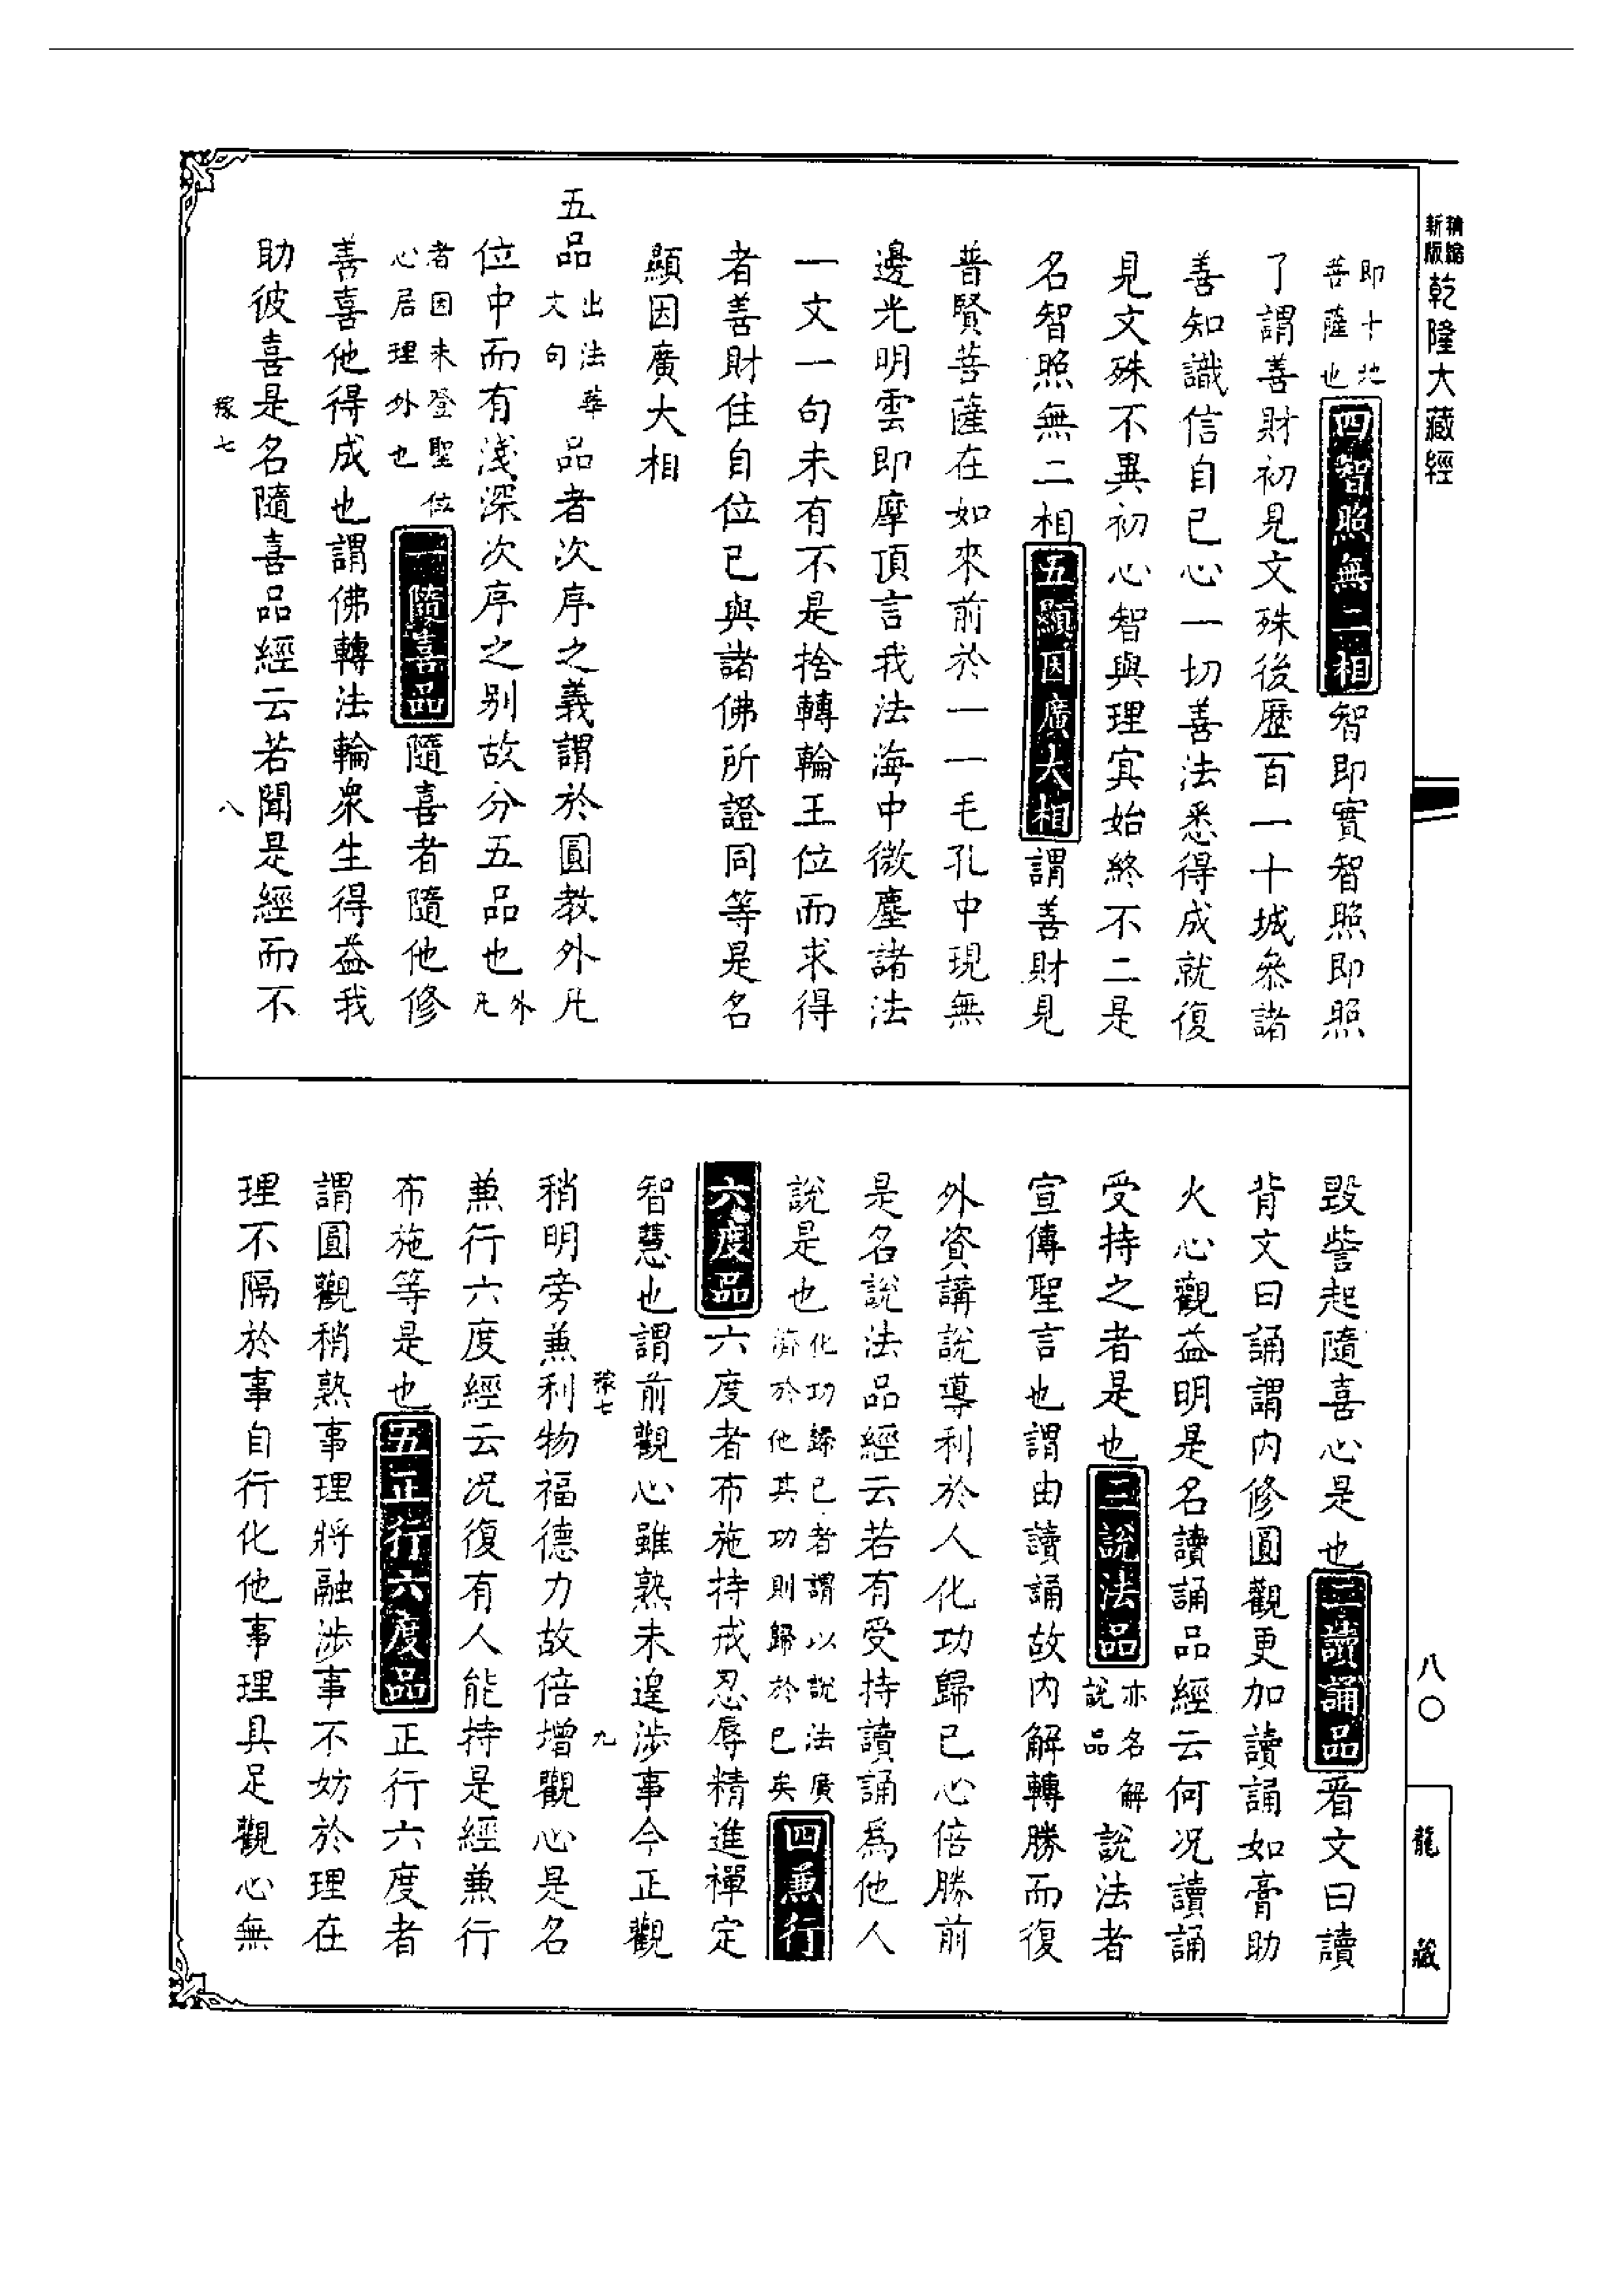 新版精縮
乾隆大藏經
即十地
菩薩也
四智照無二相
智即實智照即照
了謂善財初見文殊後歷百一十城叅諸
善知識信自己心一切善法悉得成就復
見文殊不異初心智與理㝠始終不二是
名智照無二相
五顯因廣大相
謂善財見
普賢菩薩在如來前於一一毛孔中現無
邊光明雲即摩頂言我法海中微塵諸法
一文一句未有不是捨轉輪王位而求得
者善財住自位已與諸佛所證同等是名
顯因廣大相
五品
出法華
文句
品者次序之義謂於圓教外凡
位中而有淺深次序之別故分五品也
外
凡
者因未登聖位
心居理外也
一隨喜品
隨喜者隨他修
善喜他得成也謂佛轉法輪衆生得益我
助彼喜是名隨喜品經云若聞是經而不
稼七
八
毀訾起隨喜心是也
二讀誦品
看文曰讀
背文曰誦謂內修圓觀更加讀誦如膏助
火心觀益明是名讀誦品經云何況讀誦
受持之者是也
三說法品
亦名解
說品
說法者
宣傳聖言也謂由讀誦故內解轉勝而復
外資講說導利於人化功歸已心倍勝前
是名說法品經云若有受持讀誦爲他人
說是也
化功歸已者謂以說法廣
濟於他其功則歸於已矣
四兼行
六度品
六度者布施持戒忍辱精進禪定
智慧也謂前觀心雖熟未遑涉事今正觀
稼七
九
稍明旁兼利物福德力故倍增觀心是名
兼行六度經云況復有人能持是經兼行
布施等是也
五正行六度品
正行六度者
謂圓觀稍熟事理將融涉事不妨於理在
理不隔於事自行化他事理具足觀心無
八〇
龍藏